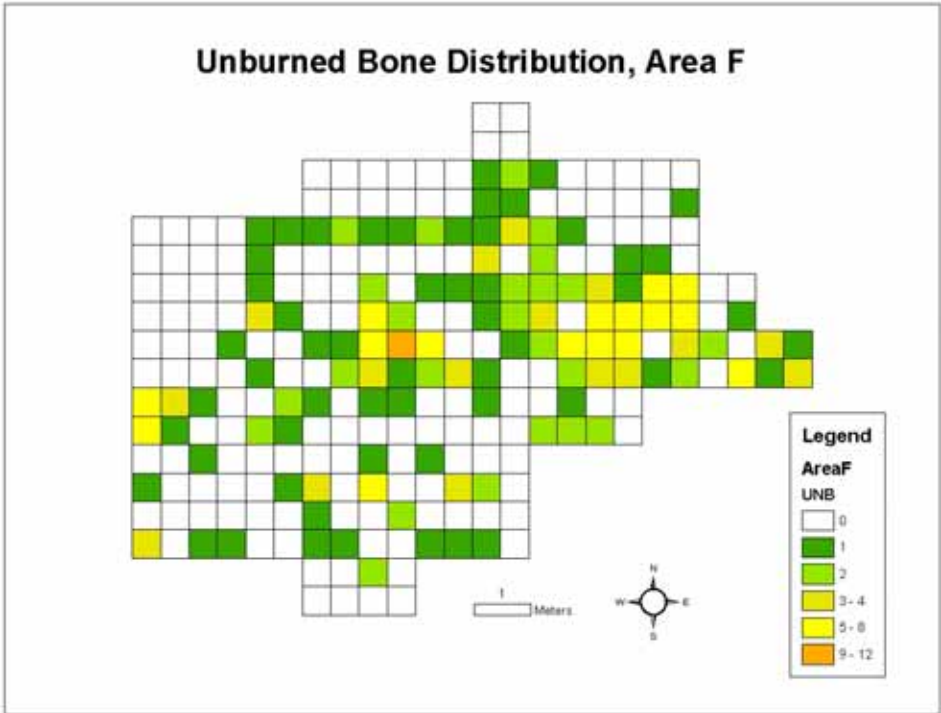 Unburned Bone Distribution, Area F
Legend
AreaF
UNB
0
1
2
3 - 4
5 - 8
9 - 12
1
Meters
N
W E
S